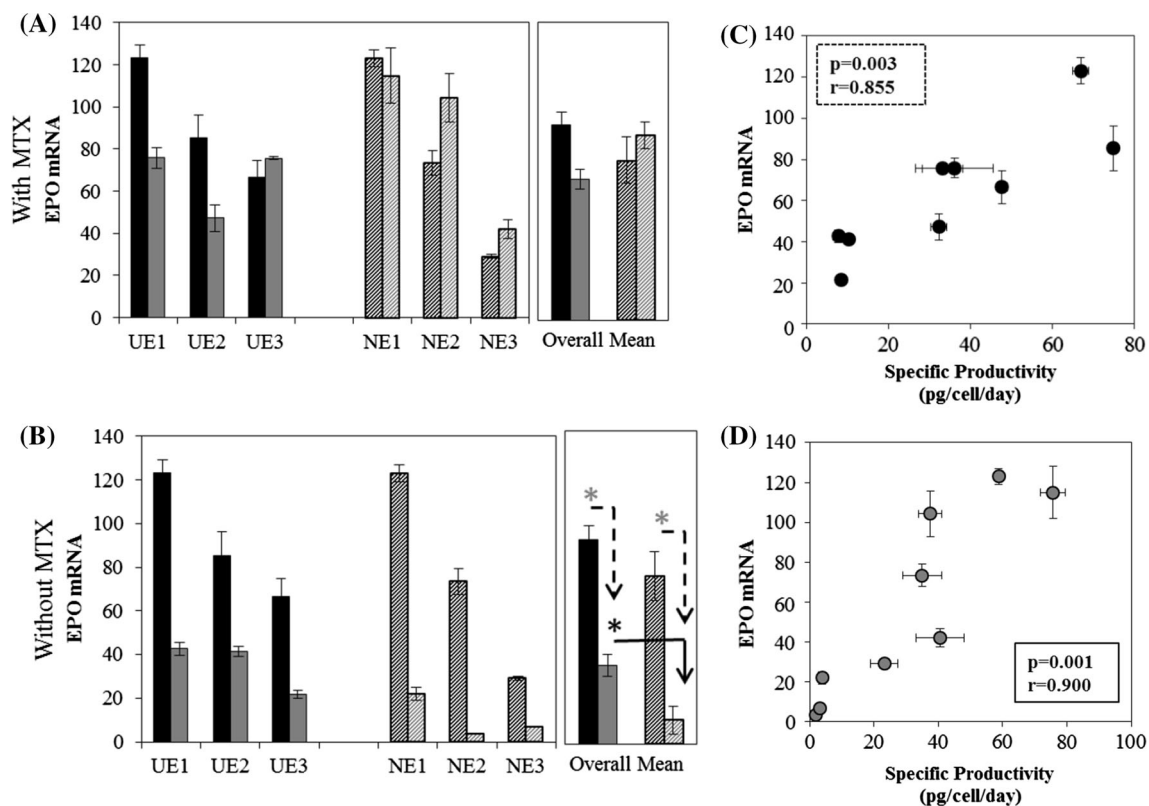 (A)
With MTX
EPO mRNA
140
120
100
80
60
40
20
0
UE1 UE2 UE3 NE1 NE2 NE3 Overall Mean
(C)
p=0.003
r=0.855
EPO mRNA
140
120
100
80
60
40
20
0
0 20 40 60 80
Specific Productivity
(pg/cell/day)
(B)
Without MTX
EPO mRNA
140
120
100
80
60
40
20
0
* * *
UE1 UE2 UE3 NE1 NE2 NE3 Overall Mean
(D)
EPO mRNA
140
120
100
80
60
40
20
0
p=0.001
r=0.900
0 20 40 60 80 100
Specific Productivity
(pg/cell/day)